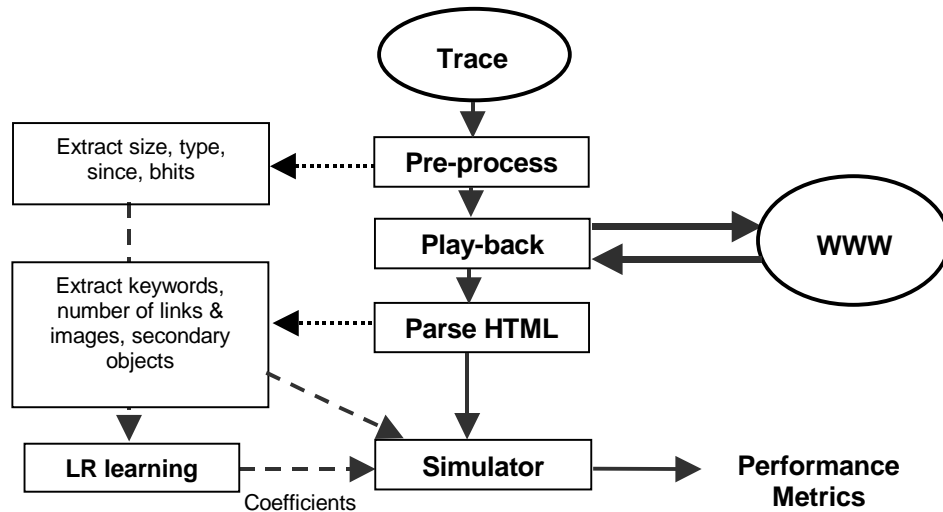 Trace
Extract size, type,
since, bhits
Pre-process
Play-back
WWW
Extract keywords,
number of links &
images, secondary
objects
Parse HTML
LR learning
Coefficients
Simulator
Performance
Metrics